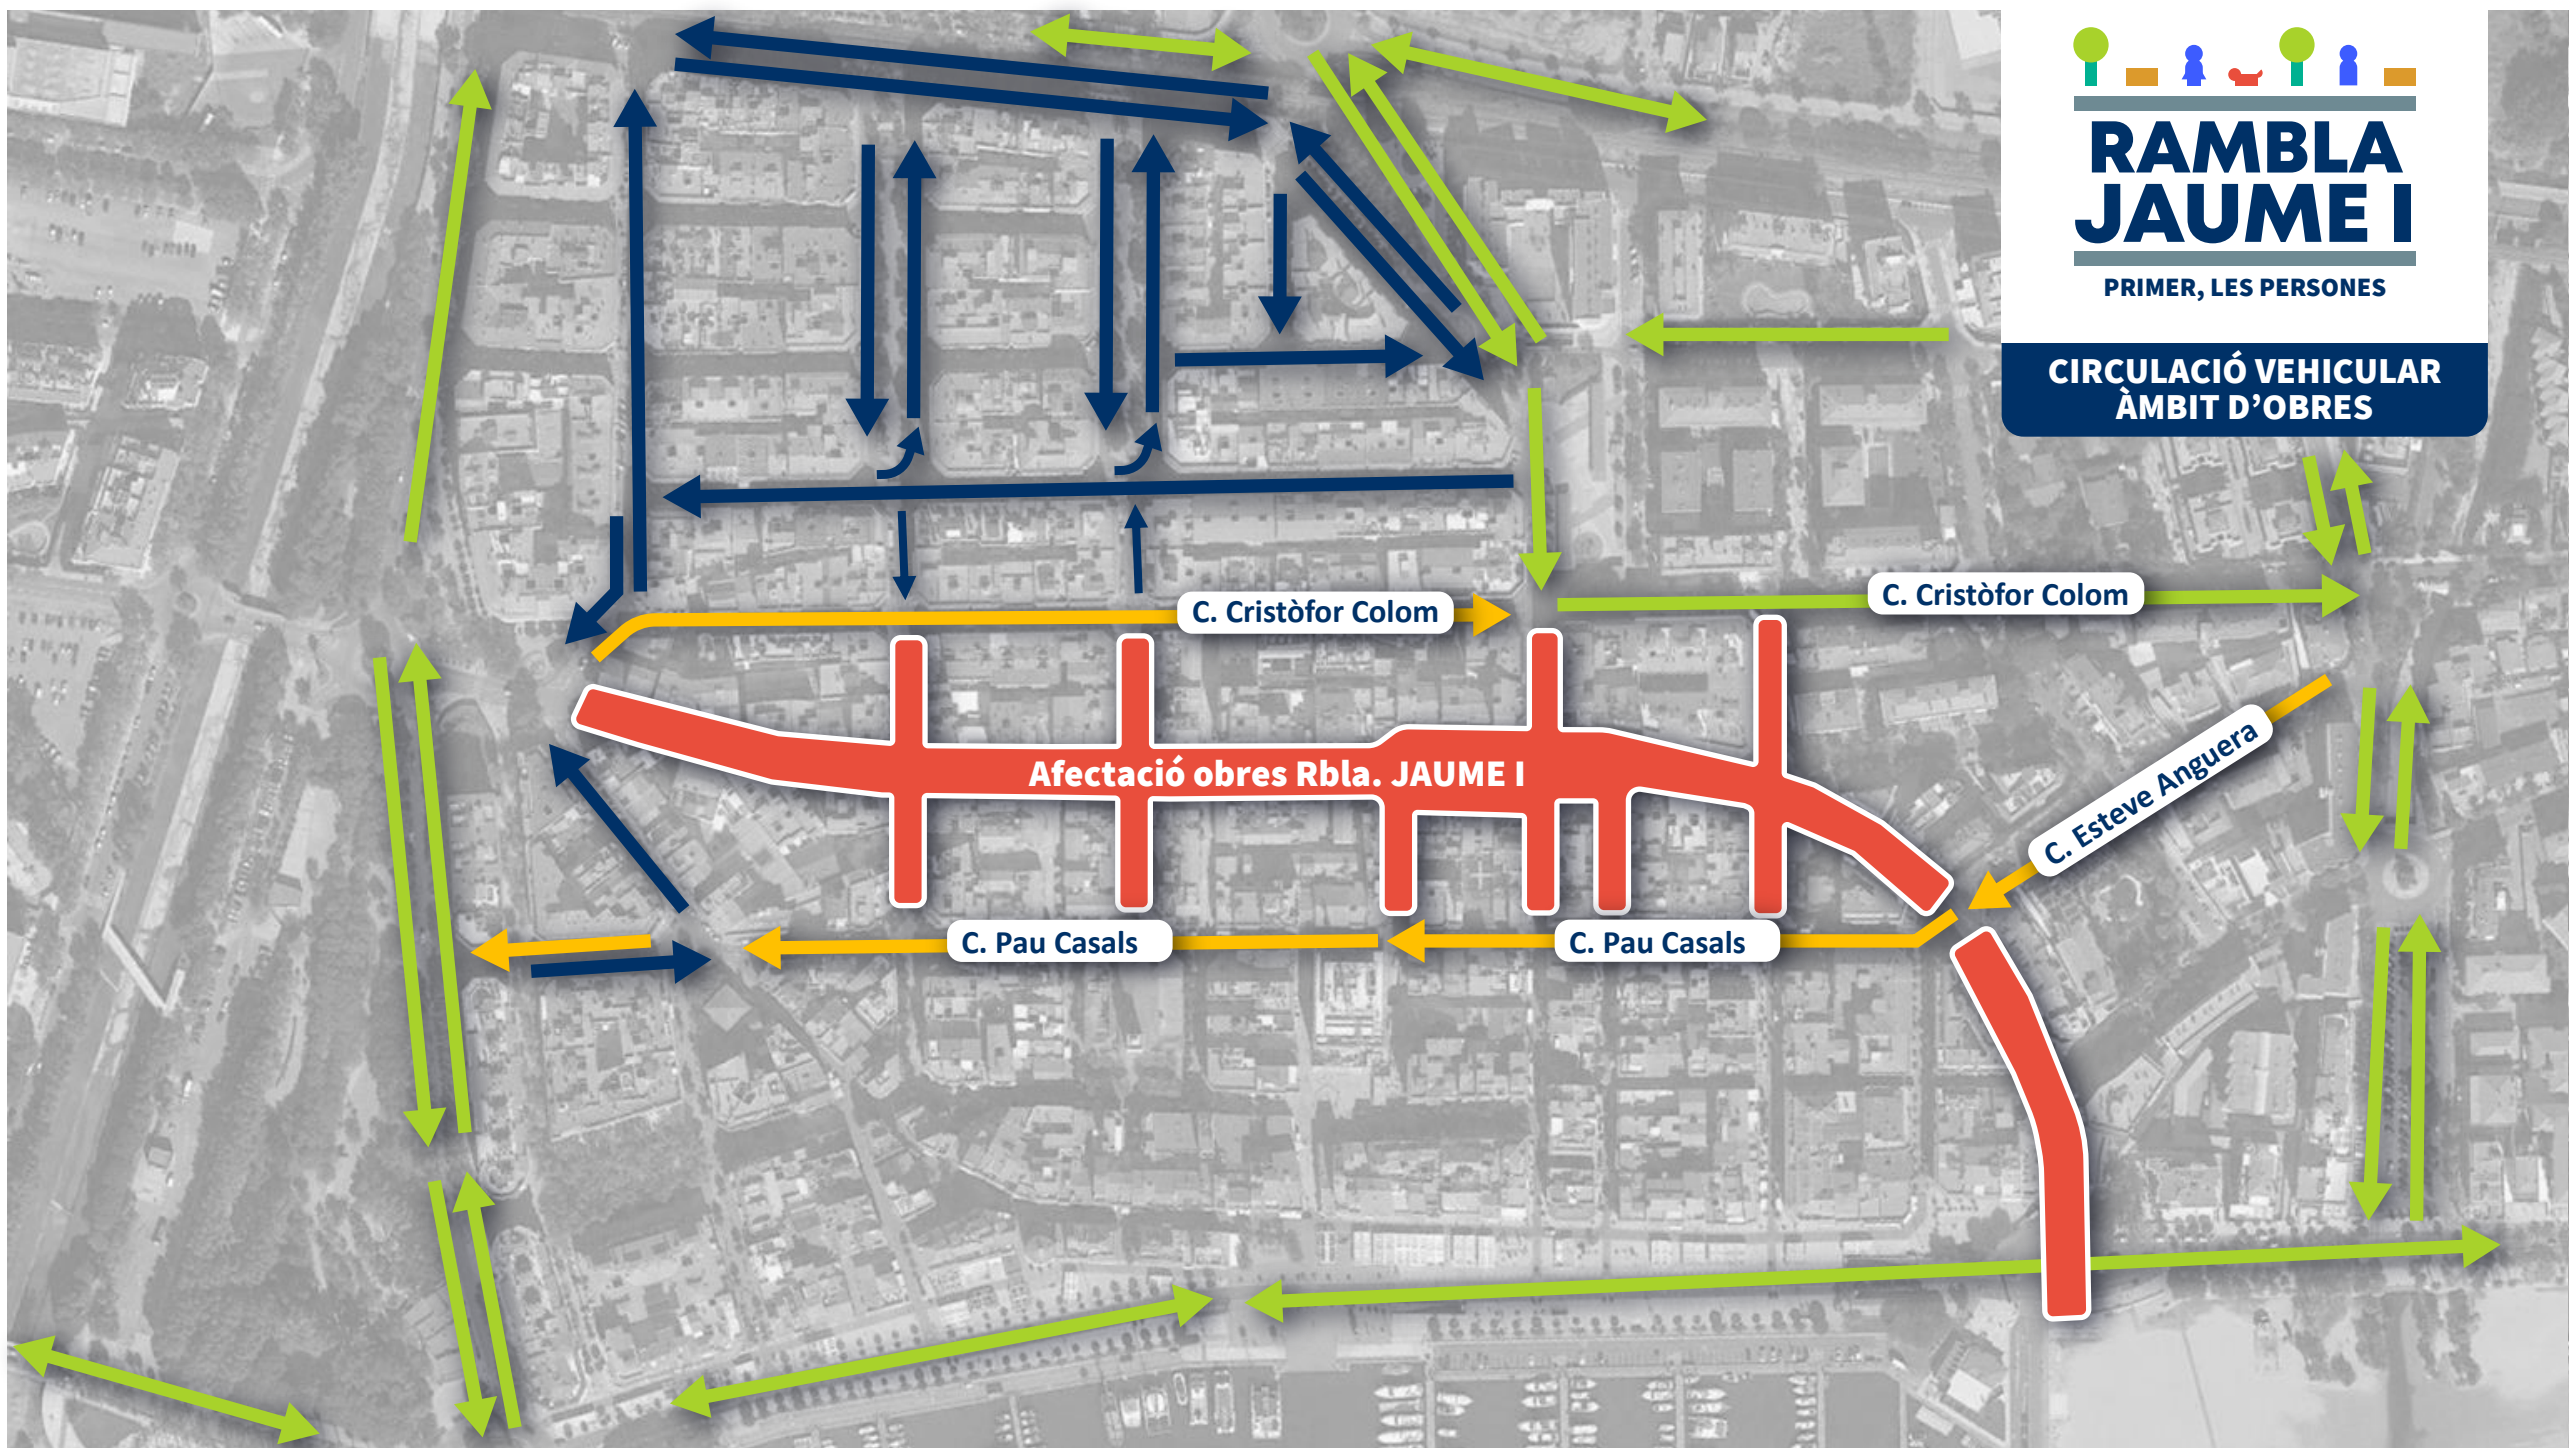 RAMBLA
JAUME I
PRIMER, LES PERSONES
CIRCULACIÓ VEHICULAR
ÀMBIT D’OBRES
C. Cristòfor Colom
C. Cristòfor Colom
Afectació obres Rbla. JAUME I
C. Esteve Anguera
C. Pau Casals
C. Pau Casals